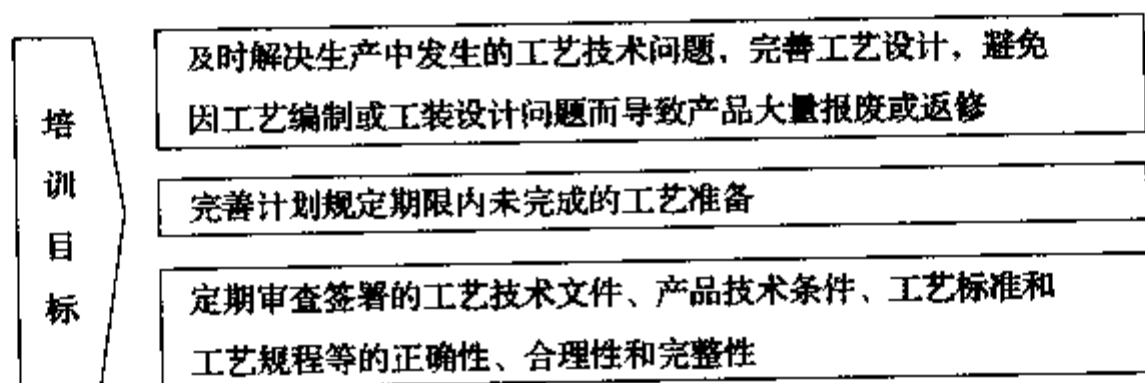 培训目标
及时解决生产中发生的工艺技术问题，完善工艺设计，避免
因工艺编制或工装设计问题而导致产品大量报废或返修
完善计划规定期限内未完成的工艺准备
定期审查签署的工艺技术文件、产品技术条件、工艺标准和
工艺规程等的正确性、合理性和完整性